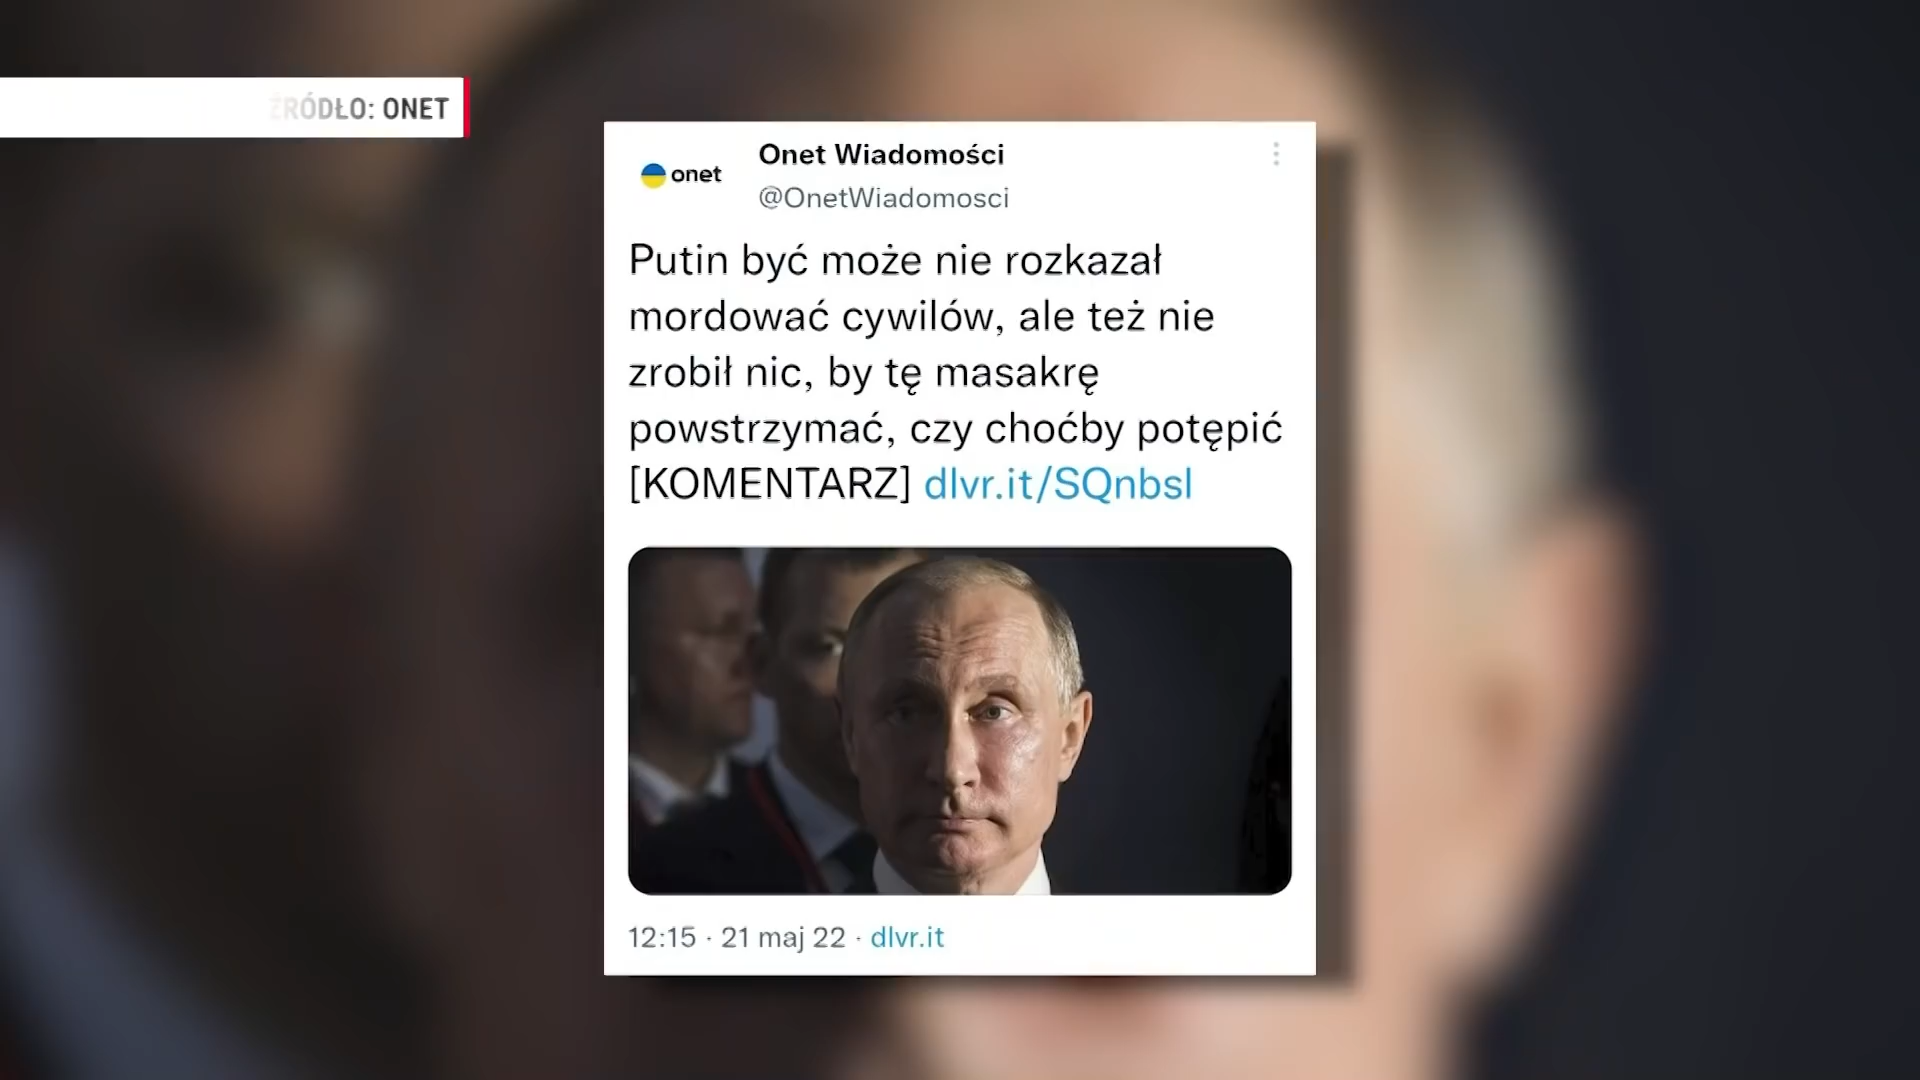 ŹRÓDŁO: ONET
onet
Onet Wiadomości
@OnetWiadomosci
Putin być może nie rozkazał
mordować cywilów, ale też nie
zrobił nic, by tę masakrę
powstrzymać, czy choćby potępić
[KOMENTARZ] dlvr.it/SQnbsl
12:15 · 21 maj 22 · dlvr.it